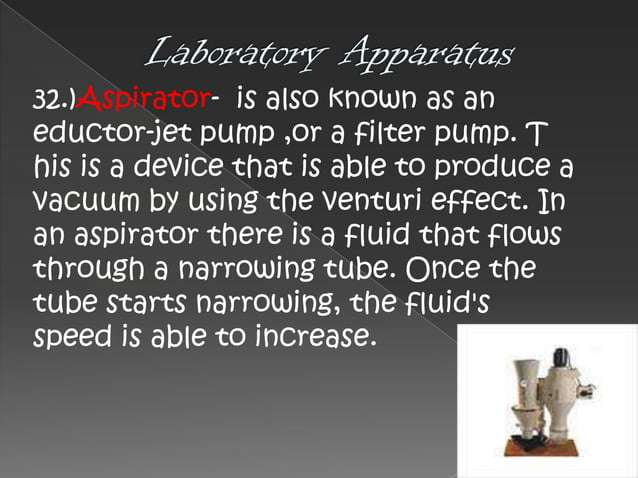 Laboratory Apparatus
32.)Aspirator- is also known as an
eductor-jet pump ,or a filter pump. T
his is a device that is able to produce a
vacuum by using the venturi effect. In
an aspirator there is a fluid that flows
through a narrowing tube. Once the
tube starts narrowing, the fluid's
speed is able to increase.